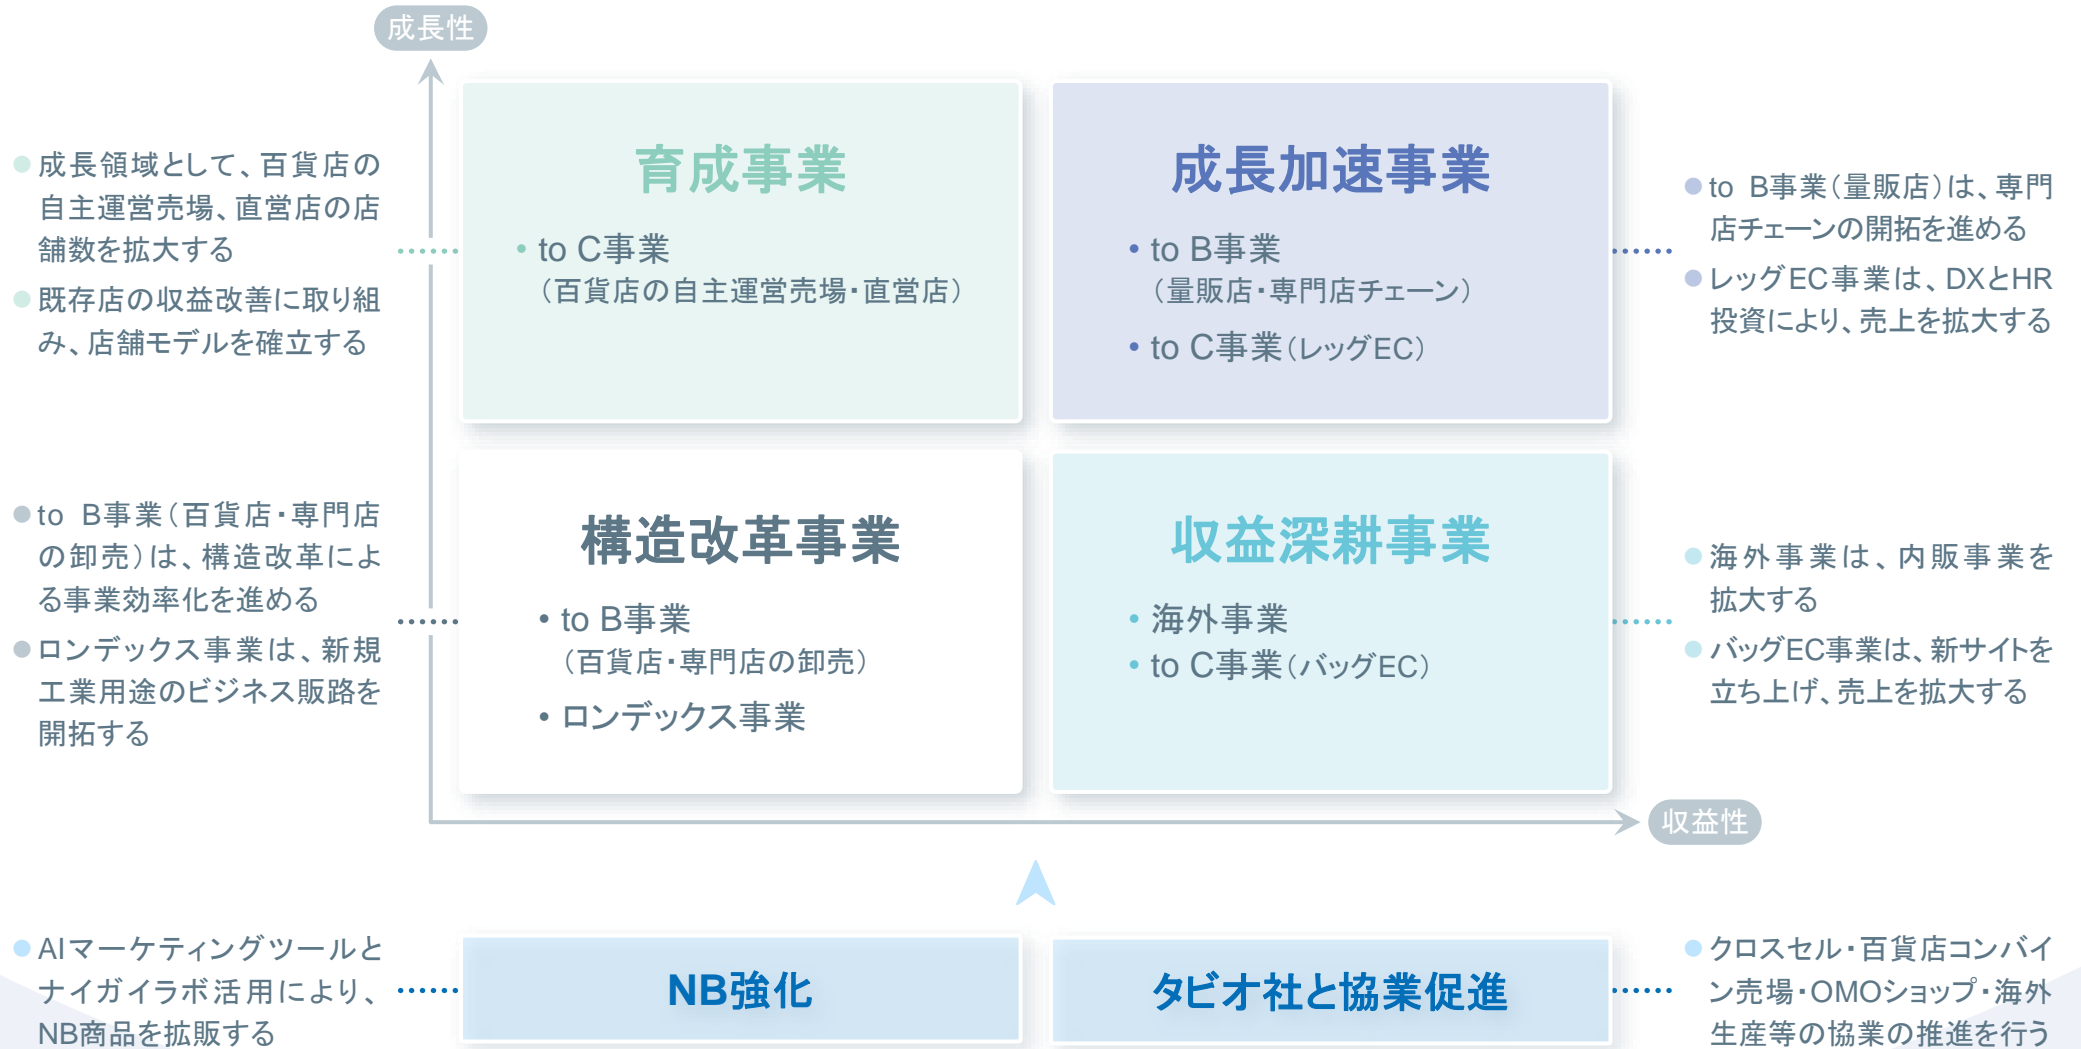 成長性
育成事業
・to C事業
（百貨店の自主運営売場・直営店）
成長加速事業
・to B事業
（量販店・専門店チェーン）
・to C事業（レッグEC）
●成長領域として、百貨店の
自主運営売場、直営店の店
舗数を拡大する
●既存店の収益改善に取り組
み、店舗モデルを確立する
●to B事業（量販店）は、専門
店チェーンの開拓を進める
●レッグEC事業は、DXとHR
投資により、売上を拡大する
構造改革事業
・to B事業
（百貨店・専門店の卸売）
・ロンデックス事業
収益深耕事業
・海外事業
・to C事業（バッグEC）
●to B事業（百貨店・専門店
の卸売）は、構造改革によ
る事業効率化を進める
●ロンデックス事業は、新規
工業用途のビジネス販路を
開拓する
●海外事業は、内販事業を
拡大する
●バッグEC事業は、新サイトを
立ち上げ、売上を拡大する
収益性
●AIマーケティングツールと
ナイガイラボ活用により、
NB商品を拡販する
NB強化
タビオ社と協業促進
●クロスセル・百貨店コンバイ
ン売場・OMOショップ・海外
生産等の協業の推進を行う